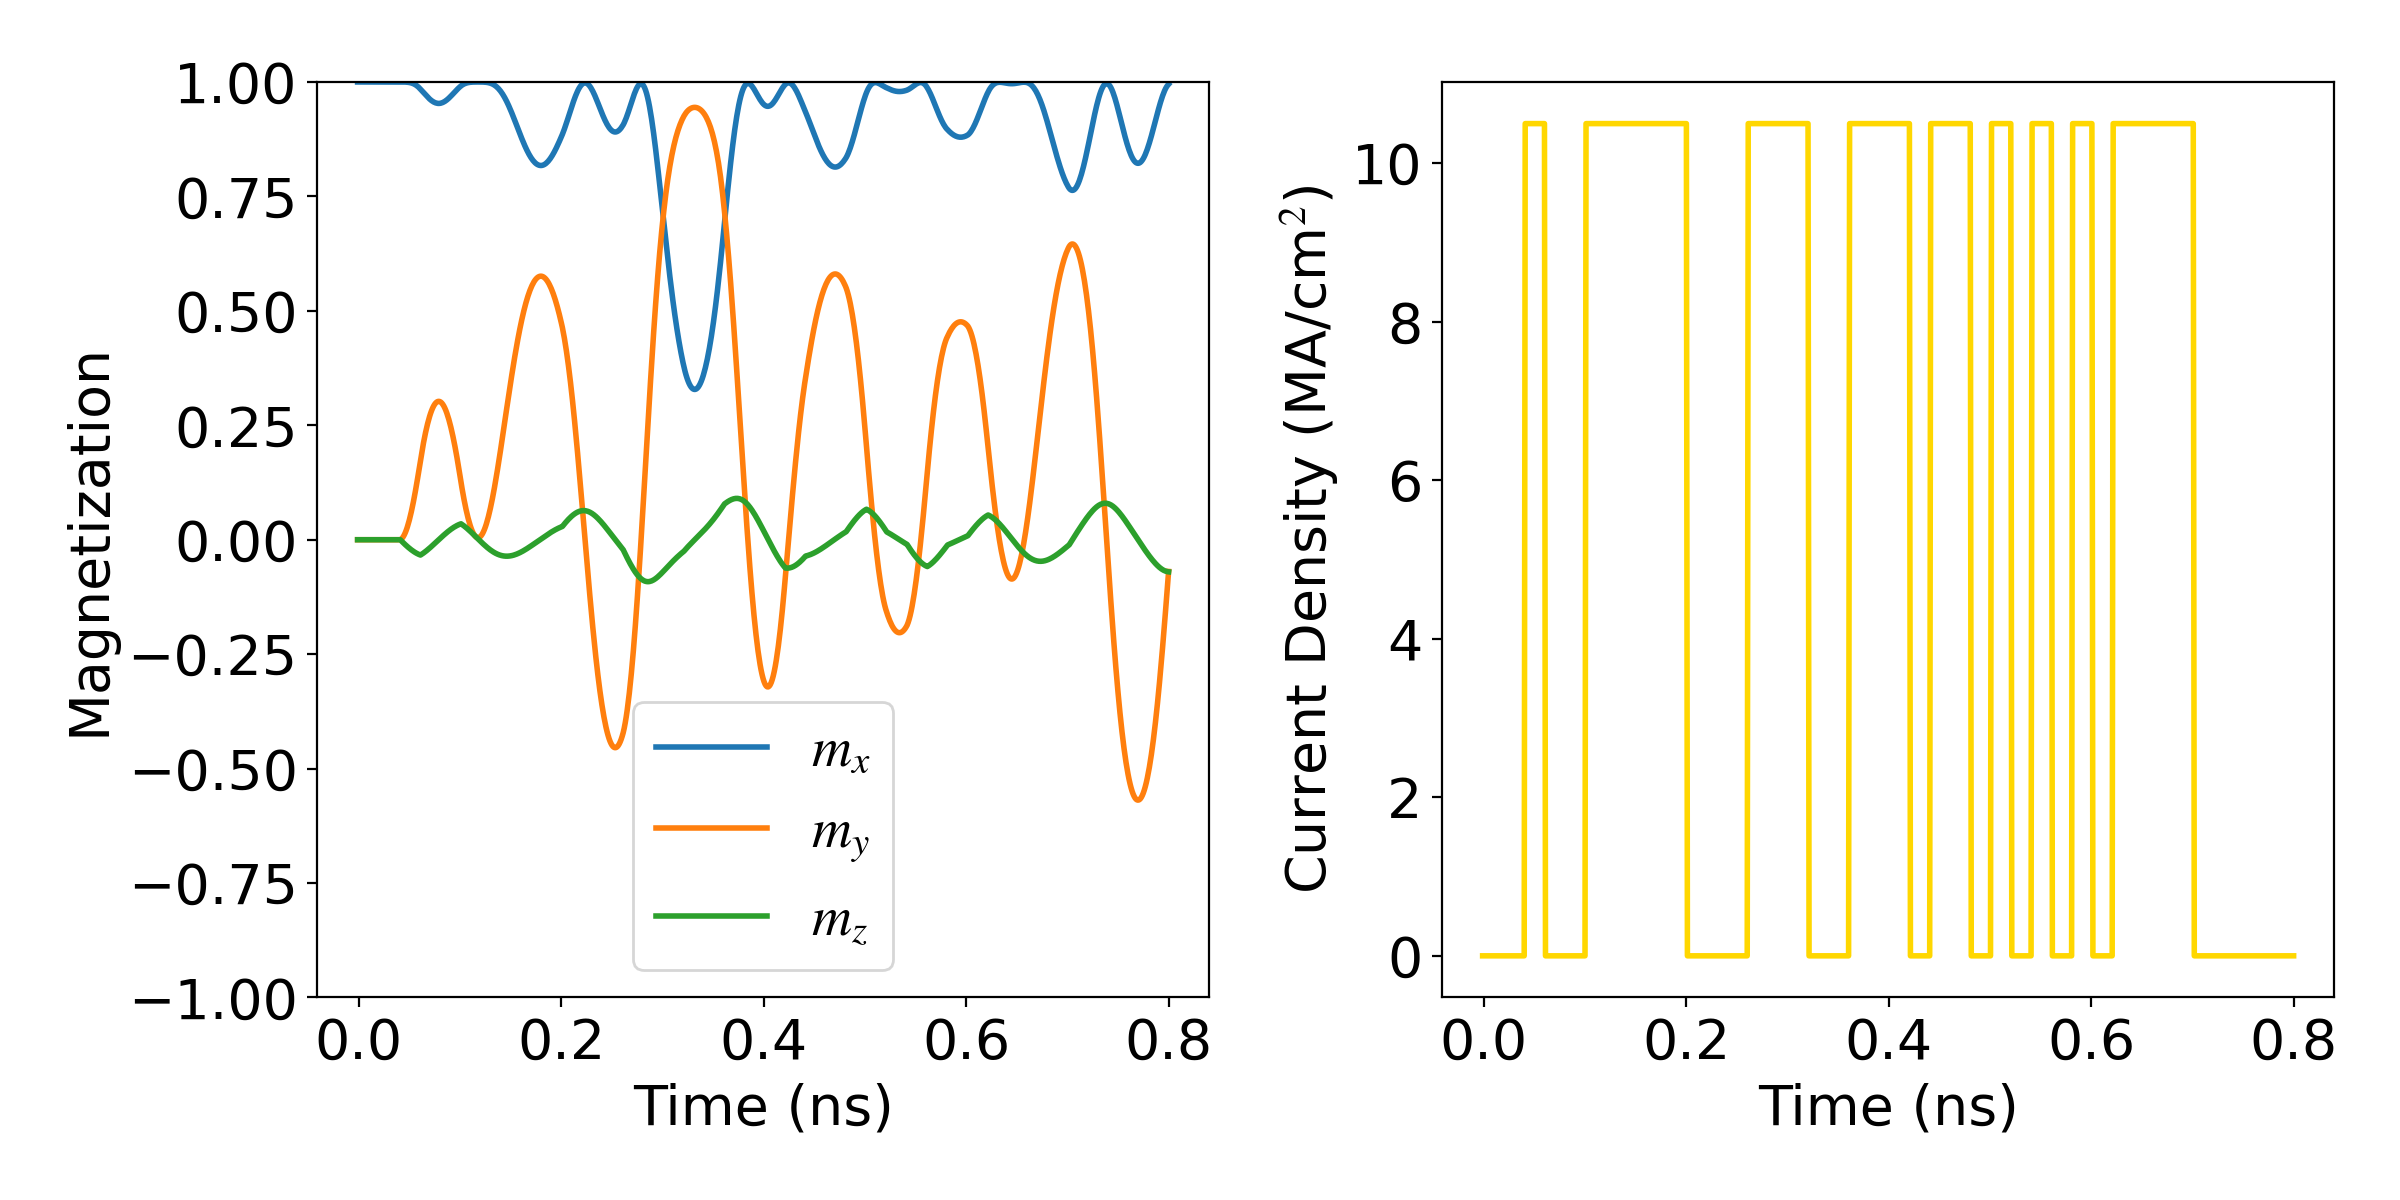 Magnetization
1.00
0.75
0.50
0.25
0.00
−0.25
−0.50
−0.75
−1.00
m_x
m_y
m_z
0.0 0.2 0.4 0.6 0.8
Time (ns)
Current Density (MA/cm²)
10
8
6
4
2
0
0.0 0.2 0.4 0.6 0.8
Time (ns)